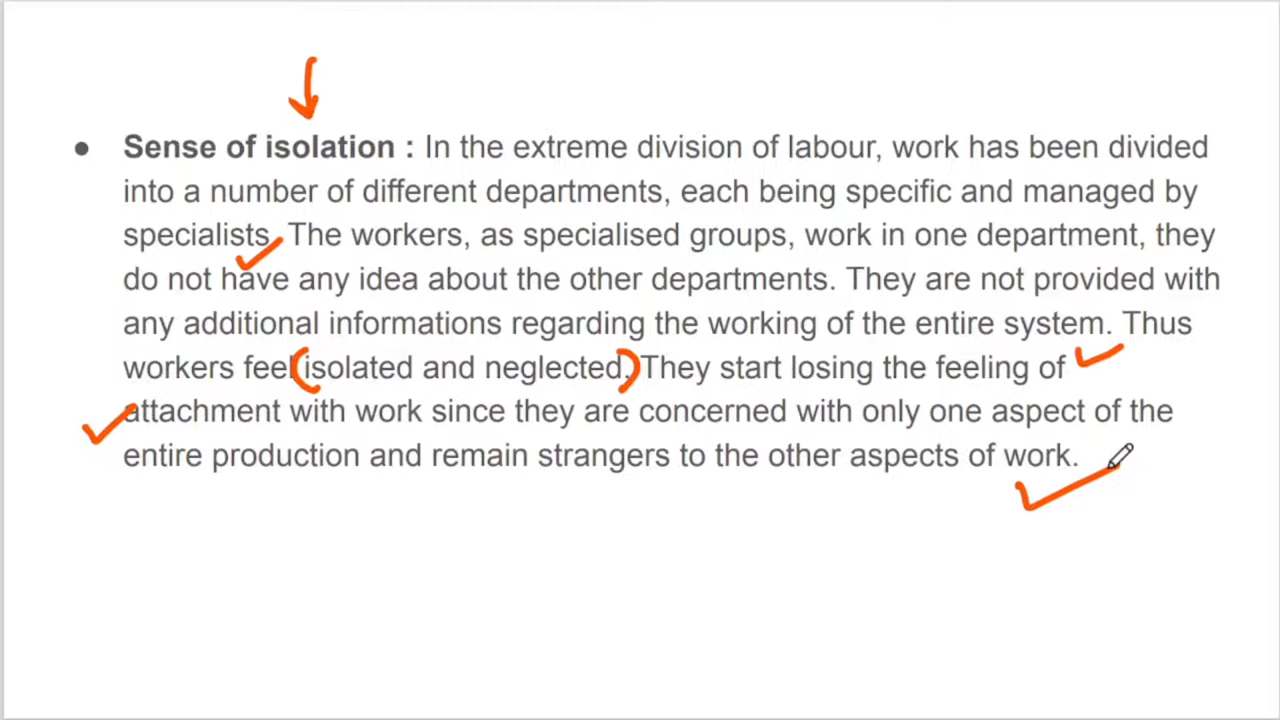 ● Sense of isolation : In the extreme division of labour, work has been divided
into a number of different departments, each being specific and managed by
specialists. The workers, as specialised groups, work in one department, they
do not have any idea about the other departments. They are not provided with
any additional informations regarding the working of the entire system. Thus
workers feel isolated and neglected. They start losing the feeling of
attachment with work since they are concerned with only one aspect of the
entire production and remain strangers to the other aspects of work.